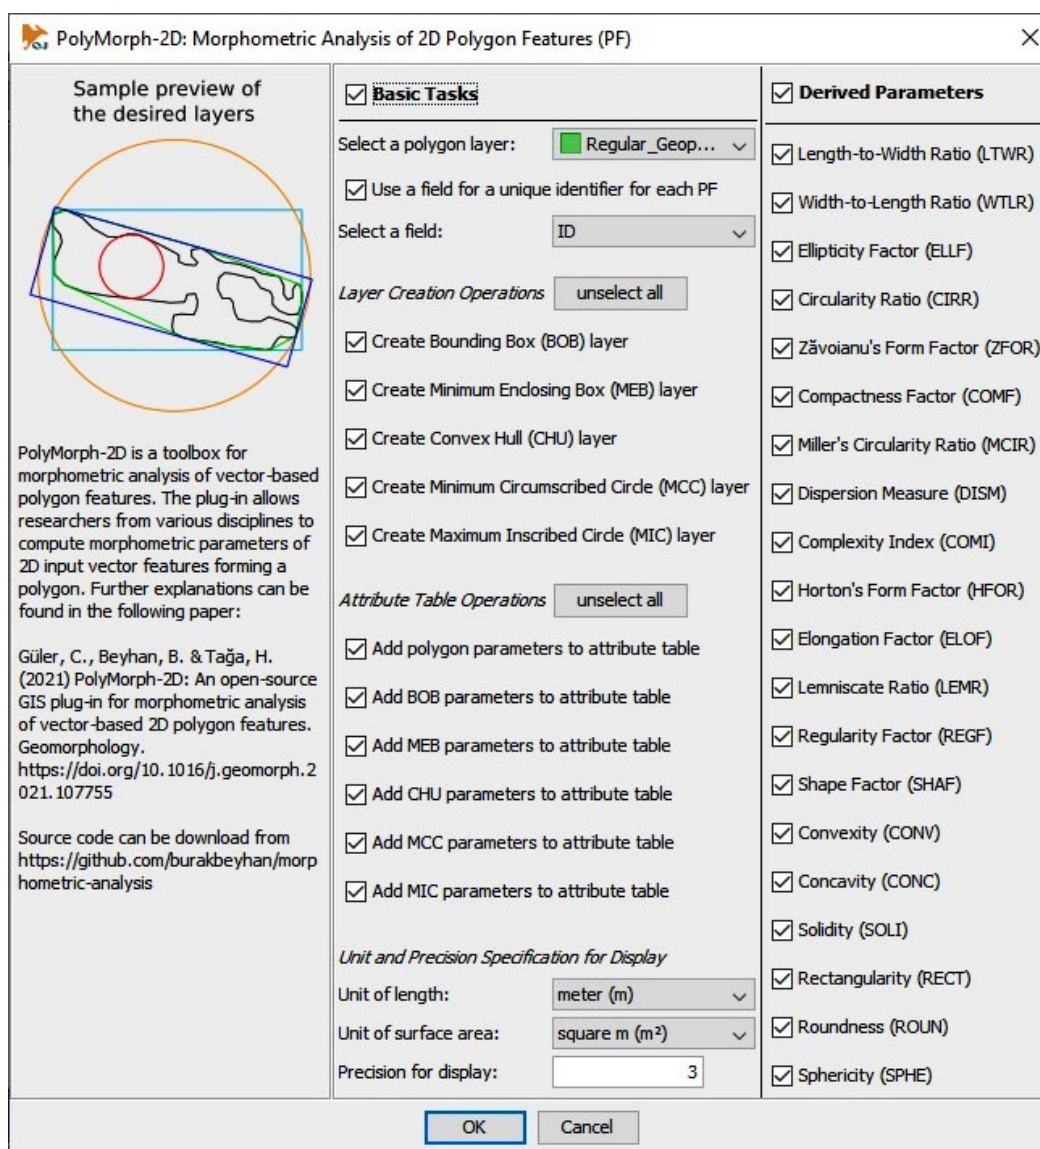 PolyMorph-2D: Morphometric Analysis of 2D Polygon Features (PF)
Sample preview of
the desired layers
PolyMorph-2D is a toolbox for
morphometric analysis of vector-based
polygon features. The plug-in allows
researchers from various disciplines to
compute morphometric parameters of
2D input vector features forming a
polygon. Further explanations can be
found in the following paper:
Güler, C., Beyhan, B. & Tağa, H.
(2021) PolyMorph-2D: An open-source
GIS plug-in for morphometric analysis
of vector-based 2D polygon features.
Geomorphology.
https://doi.org/10.1016/j.geomorph.2
021.107755
Source code can be download from
https://github.com/burakbeyhan/morp
hometric-analysis
Basic Tasks
Select a polygon layer: Regular_Geop...
Use a field for a unique identifier for each PF
Select a field: ID
Layer Creation Operations unselect all
Create Bounding Box (BOB) layer
Create Minimum Enclosing Box (MEB) layer
Create Convex Hull (CHU) layer
Create Minimum Circumscribed Circle (MCC) layer
Create Maximum Inscribed Circle (MIC) layer
Attribute Table Operations unselect all
Add polygon parameters to attribute table
Add BOB parameters to attribute table
Add MEB parameters to attribute table
Add CHU parameters to attribute table
Add MCC parameters to attribute table
Add MIC parameters to attribute table
Unit and Precision Specification for Display
Unit of length: meter (m)
Unit of surface area: square m (m²)
Precision for display: 3
Derived Parameters
Length-to-Width Ratio (LTWR)
Width-to-Length Ratio (WTLR)
Ellipticity Factor (ELLF)
Circularity Ratio (CIRR)
Zăvoianu's Form Factor (ZFOR)
Compactness Factor (COMF)
Miller's Circularity Ratio (MCIR)
Dispersion Measure (DISM)
Complexity Index (COMI)
Horton's Form Factor (HFOR)
Elongation Factor (ELOF)
Lemniscate Ratio (LEMR)
Regularity Factor (REGF)
Shape Factor (SHAF)
Convexity (CONV)
Concavity (CONC)
Solidity (SOLI)
Rectangularity (RECT)
Roundness (ROUN)
Sphericity (SPHE)
OK Cancel